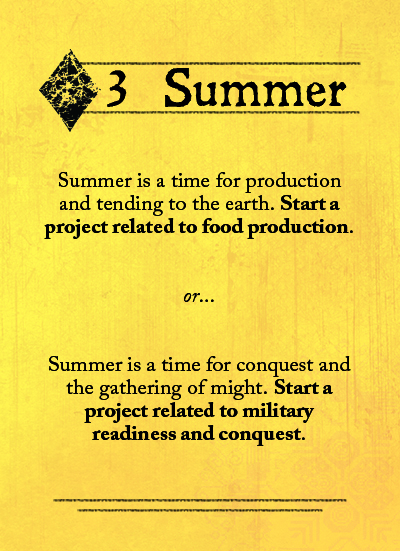 3 Summer
Summer is a time for production
and tending to the earth. Start a
project related to food production.
or...
Summer is a time for conquest and
the gathering of might. Start a
project related to military
readiness and conquest.